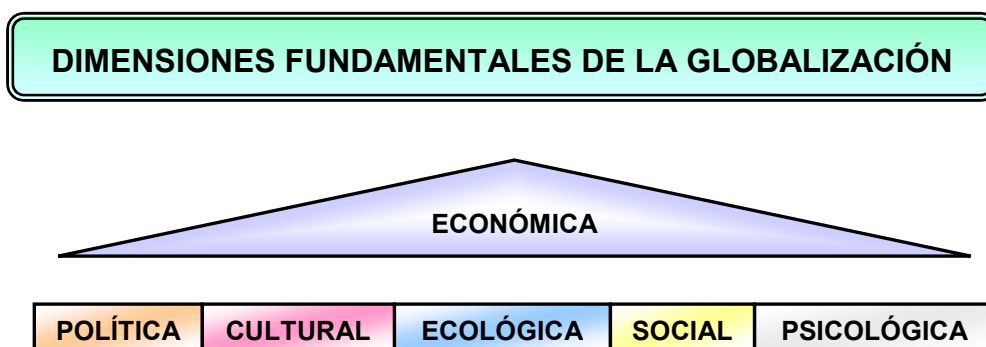 DIMENSIONES FUNDAMENTALES DE LA GLOBALIZACIÓN
ECONÓMICA
POLÍTICA CULTURAL ECOLÓGICA SOCIAL PSICOLÓGICA